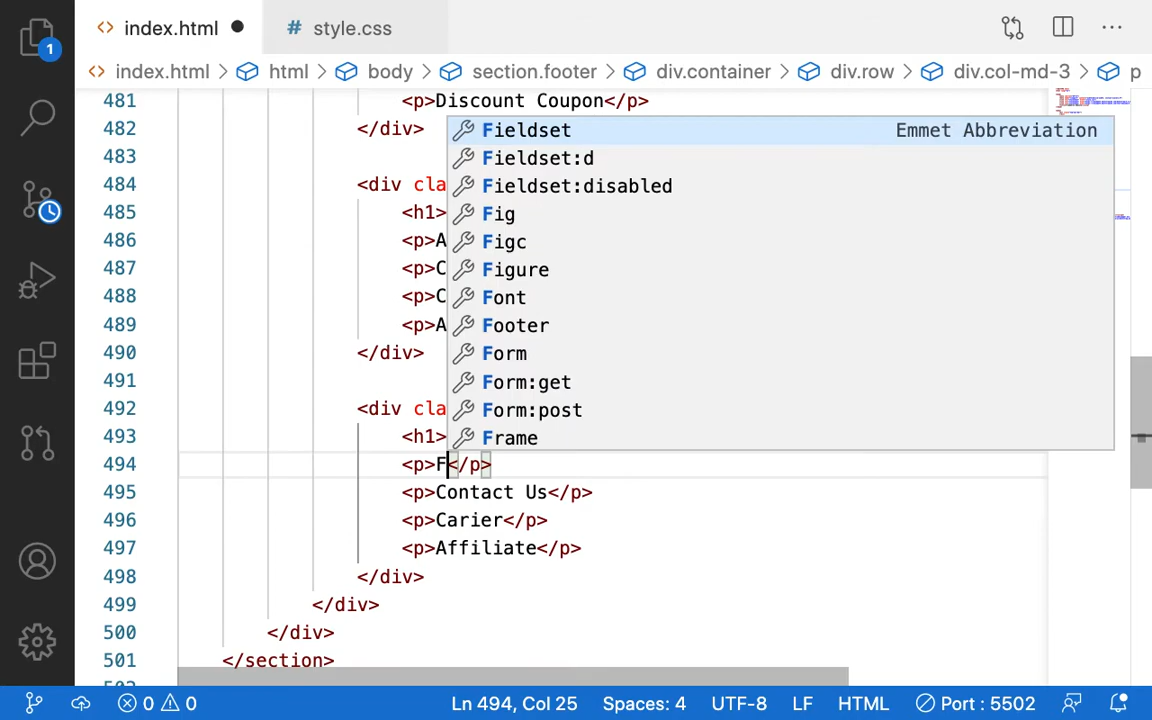 1
index.html
# style.css
index.html > html > body > section.footer > div.container > div.row > div.col-md-3 > p
481 <p>Discount Coupon</p>
482 </div>
483
484 <div cla
485 <h1>
486 <p>A
487 <p>C
488 <p>C
489 <p>A
490 </div>
491
492 <div cla
493 <h1>
494 <p>F</p>
495 <p>Contact Us</p>
496 <p>Carier</p>
497 <p>Affiliate</p>
498 </div>
499 </div>
500 </div>
501 </section>
Fieldset Emmet Abbreviation
Fieldset:d
Fieldset:disabled
Fig
Figc
Figure
Font
Footer
Form
Form:get
Form:post
Frame
0 0 Ln 494, Col 25 Spaces: 4 UTF-8 LF HTML Port : 5502